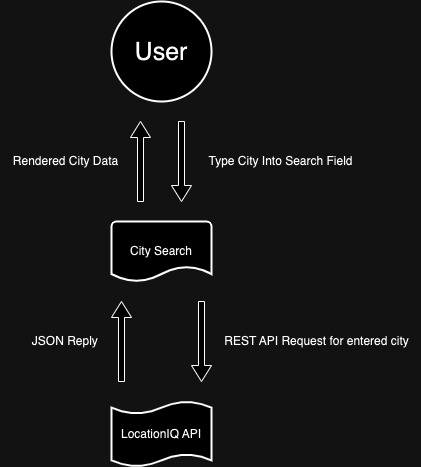 User
Rendered City Data
Type City Into Search Field
City Search
JSON Reply
REST API Request for entered city
LocationIQ API